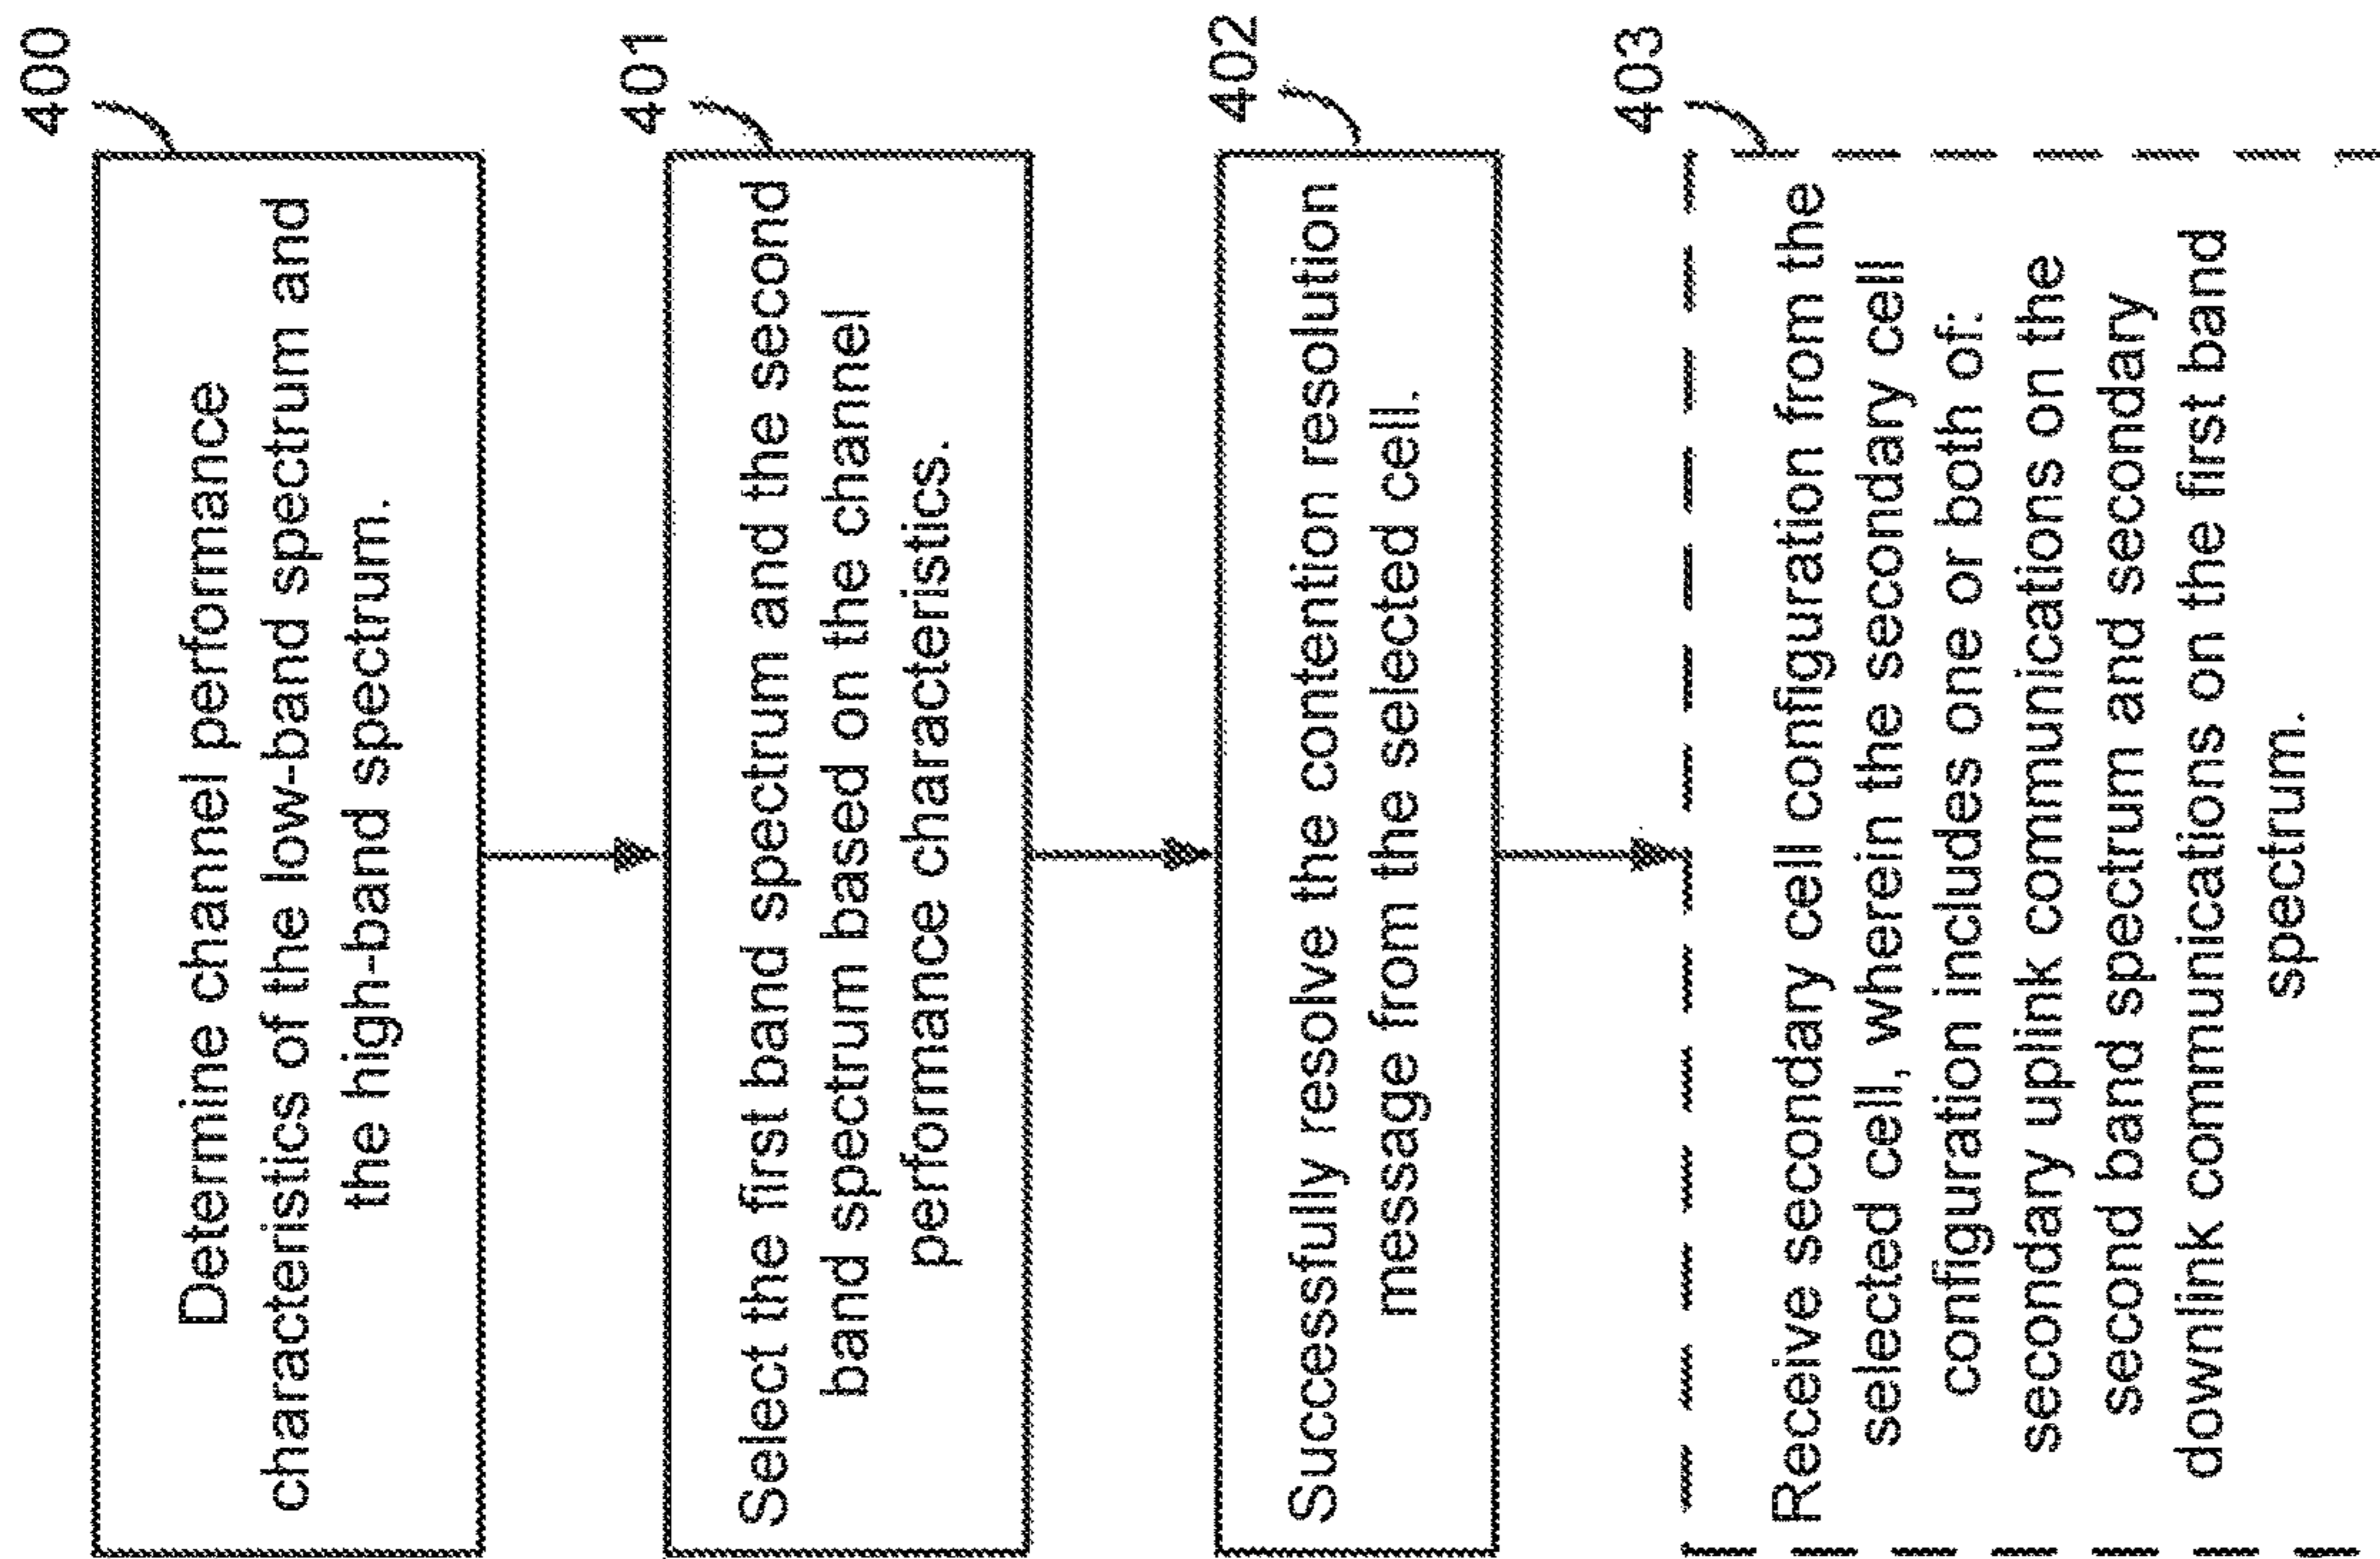 400
Determine channel performance
characteristics of the low-band spectrum and
the high-band spectrum.
401
Select the first band spectrum and the second
band spectrum based on the channel
performance characteristics.
402
Successfully resolve the contention resolution
message from the selected cell.
403
Receive secondary cell configuration from the
selected cell, wherein the secondary cell
configuration includes one or both of:
secondary uplink communications on the
second band spectrum and secondary
downlink communications on the first band
spectrum.